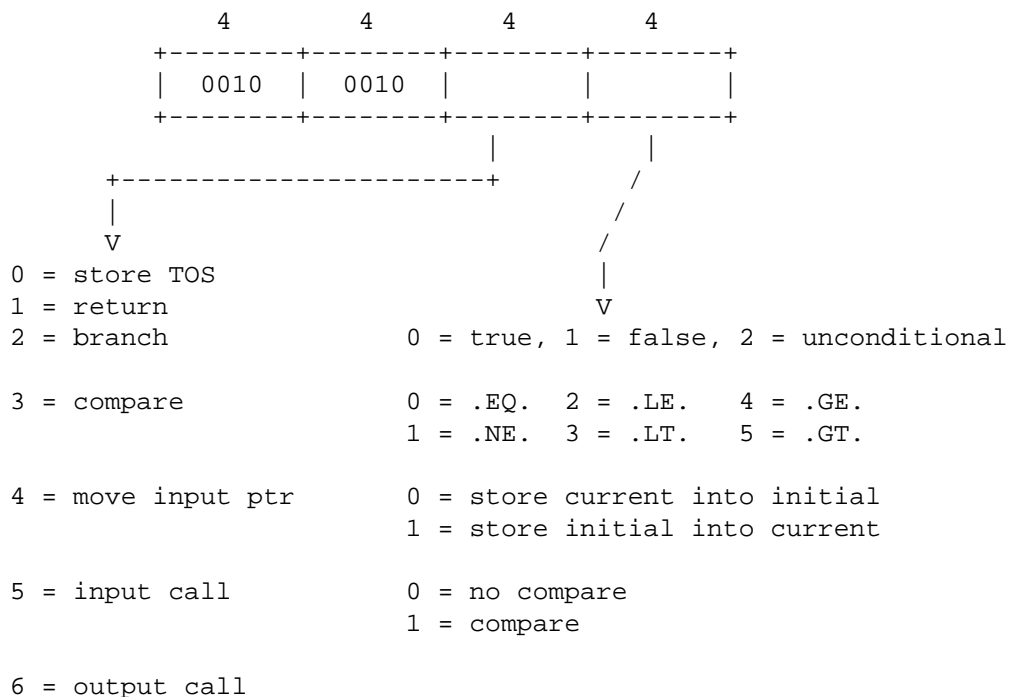 4        4        4        4
              +--------+--------+--------+--------+
              |  0010  |  0010  |        |        |
              +--------+--------+--------+--------+
                                    |         |
           +-----------------------+         /
           |                               /
           V                              /
     0 = store TOS                        |
     1 = return                           V
     2 = branch               0 = true, 1 = false, 2 = unconditional

     3 = compare              0 = .EQ.  2 = .LE.   4 = .GE.
                              1 = .NE.  3 = .LT.   5 = .GT.

     4 = move input ptr       0 = store current into initial
                              1 = store initial into current

     5 = input call           0 = no compare
                              1 = compare

     6 = output call